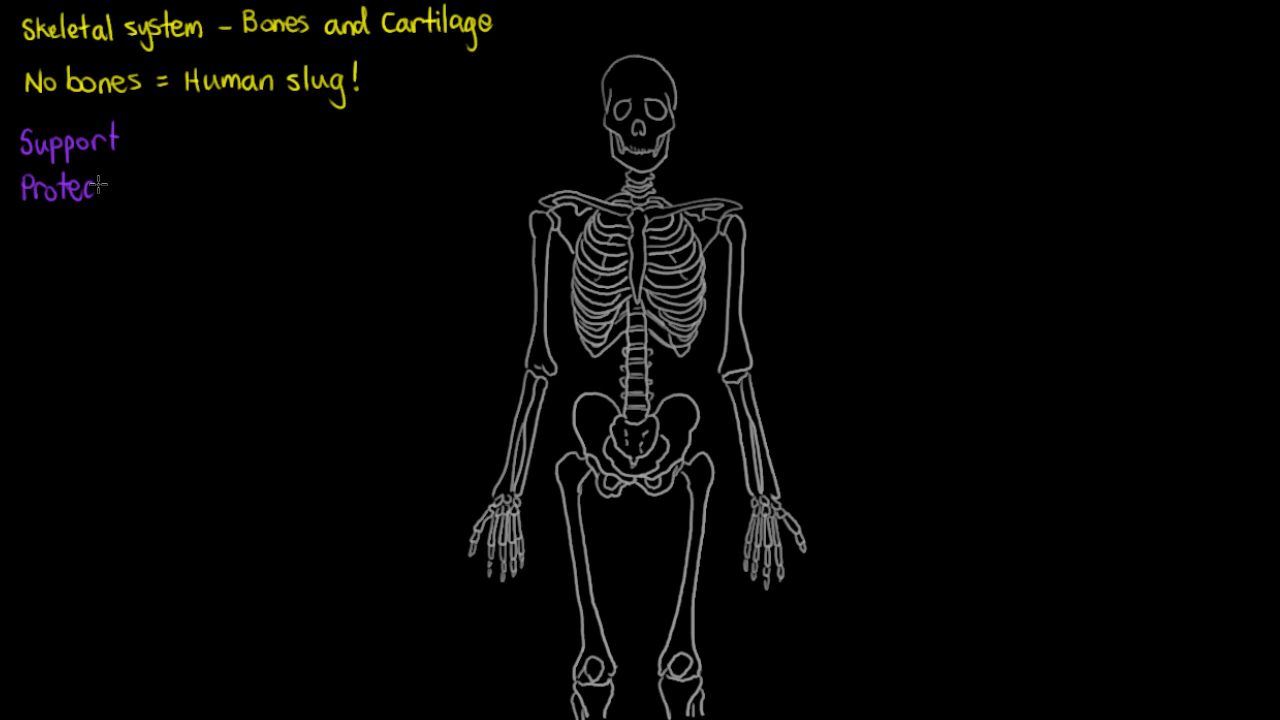 Skeletal system - Bones and Cartilage
No bones = Human slug!
Support
Protec